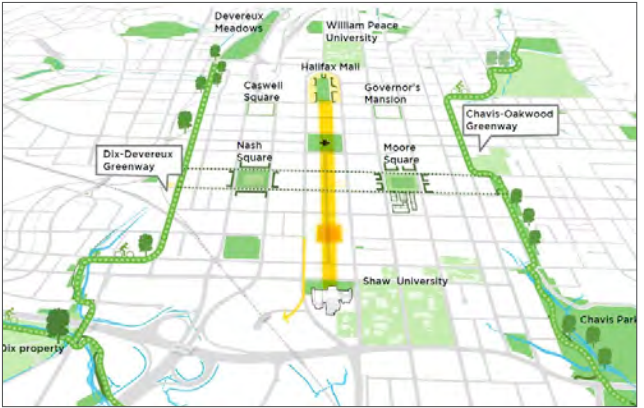 Devereux
Meadows
William Peace
University
Halifax Mall
Caswell
Square
Governor's
Mansion
Chavis-Oakwood
Greenway
Dix-Devereux
Greenway
Nash
Square
Moore
Square
Shaw University
Chavis Park
Dix property